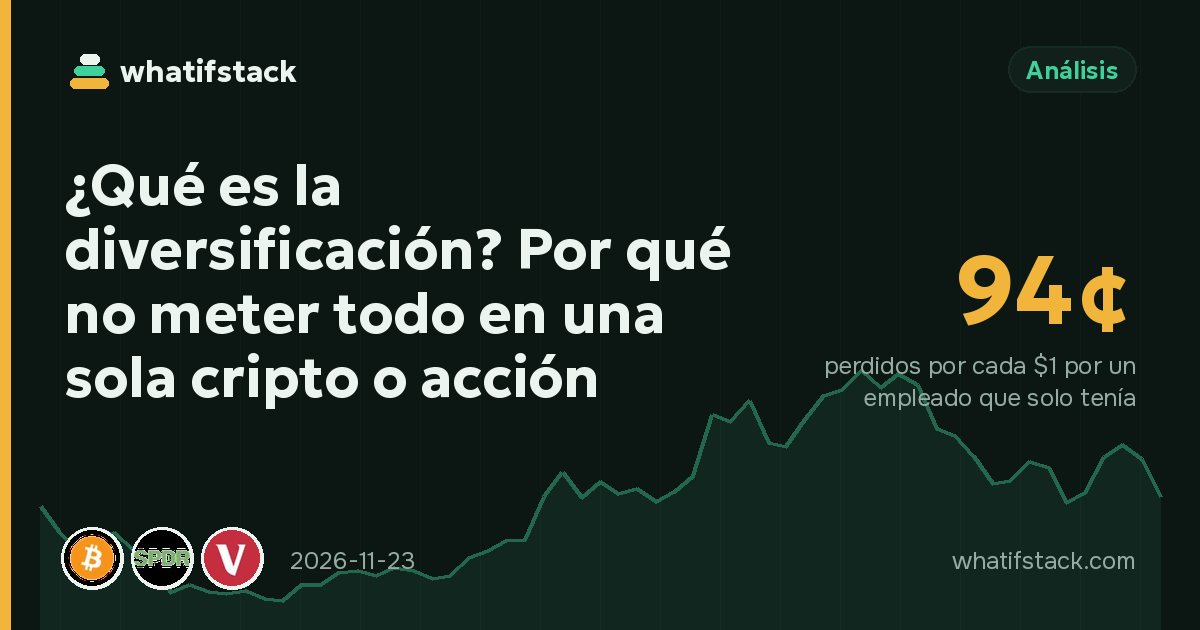 whatifstack
Análisis
¿Qué es la
diversificación? Por qué
no meter todo en una
sola cripto o acción
94¢
perdidos por cada $1 por un
empleado que solo tenía
SPDR
V
2026-11-23
whatifstack.com